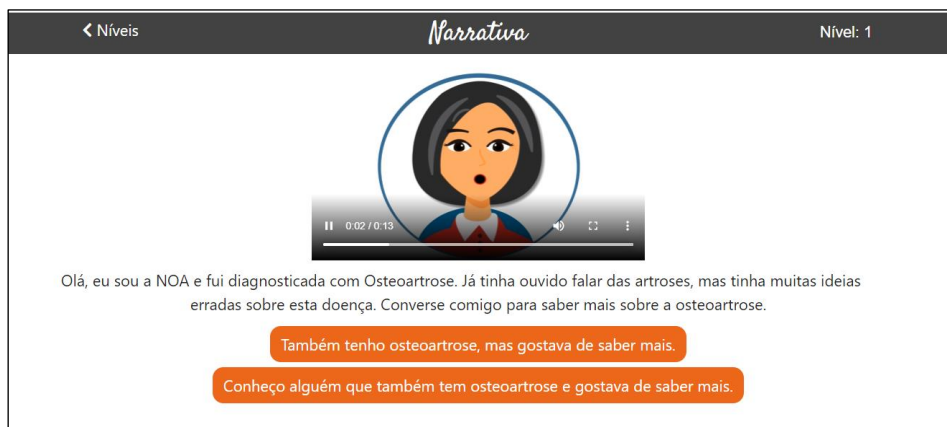 Níveis
Narrativa
Nível: 1
0:02 / 0:13
Olá, eu sou a NOA e fui diagnosticada com Osteoartrose. Já tinha ouvido falar das artroses, mas tinha muitas ideias
erradas sobre esta doença. Converse comigo para saber mais sobre a osteoartrose.
Também tenho osteoartrose, mas gostava de saber mais.
Conheço alguém que também tem osteoartrose e gostava de saber mais.